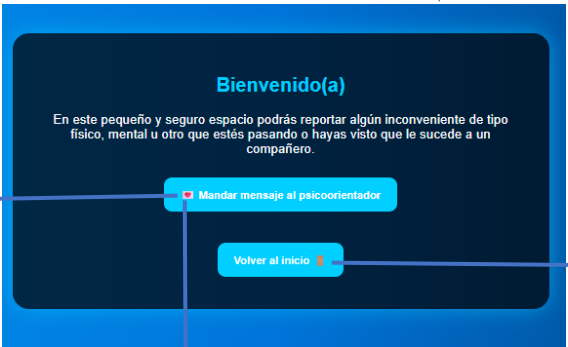 Bienvenido(a)
En este pequeño y seguro espacio podrás reportar algún inconveniente de tipo
físico, mental u otro que estés pasando o hayas visto que le sucede a un
compañero.
💌 Mandar mensaje al psicoorientador
Volver al inicio 🚪